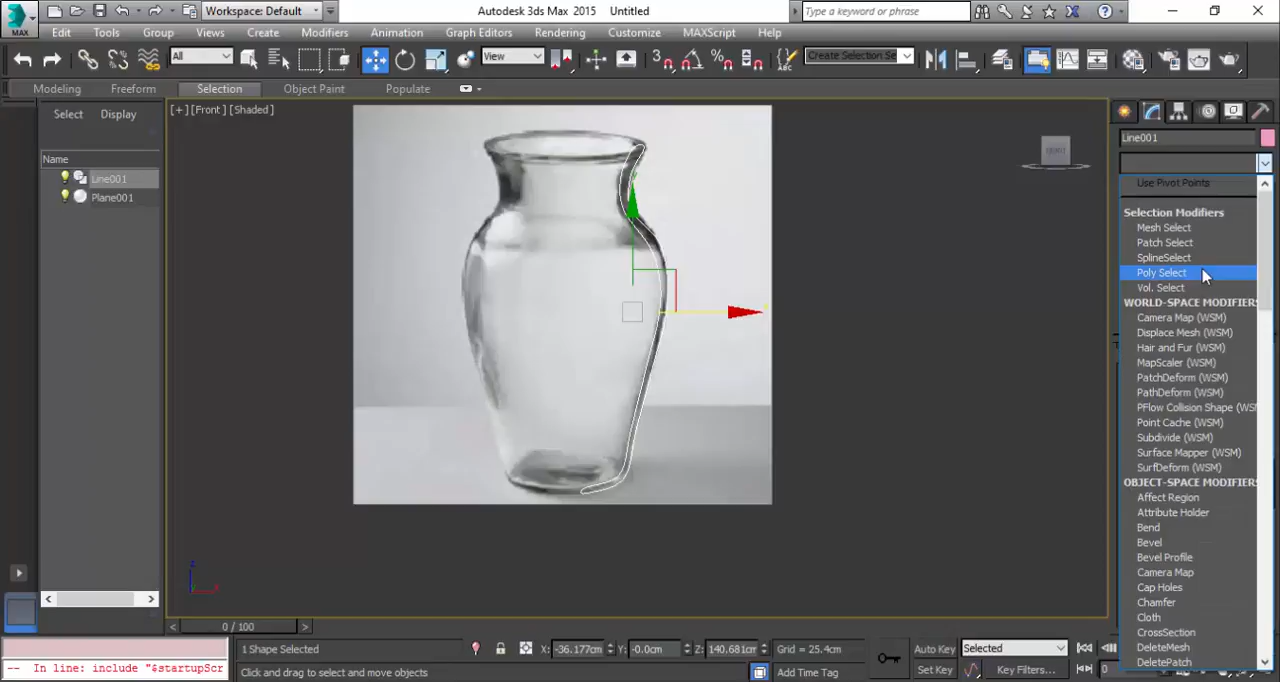 MAX
Workspace: Default
Autodesk 3ds Max 2015
Untitled
Type a keyword or phrase
Edit
Tools
Group
Views
Create
Modifiers
Animation
Graph Editors
Rendering
Customize
MAXScript
Help
All
View
Create Selection Se
Modeling
Freeform
Selection
Object Paint
Populate
Select
Display
[+] [Front] [Shaded]
Name
Line001
Plane001
FRONT
Line001
Use Pivot Points
Selection Modifiers
Mesh Select
Patch Select
SplineSelect
Poly Select
Vol. Select
WORLD-SPACE MODIFIERS
Camera Map (WSM)
Displace Mesh (WSM)
Hair and Fur (WSM)
MapScaler (WSM)
PatchDeform (WSM)
PathDeform (WSM)
PFlow Collision Shape (WSM
Point Cache (WSM)
Subdivide (WSM)
Surface Mapper (WSM)
SurfDeform (WSM)
OBJECT-SPACE MODIFIERS
Affect Region
Attribute Holder
Bend
Bevel
Bevel Profile
Camera Map
Cap Holes
Chamfer
Cloth
CrossSection
DeleteMesh
DeletePatch
0 / 100
1 Shape Selected
X: -36.177cm
Y: -0.0cm
Z: 140.681cm
Grid = 25.4cm
Auto Key
Selected
-- In line: include "$startupScr
Click and drag to select and move objects
Add Time Tag
Set Key
Key Filters...
0